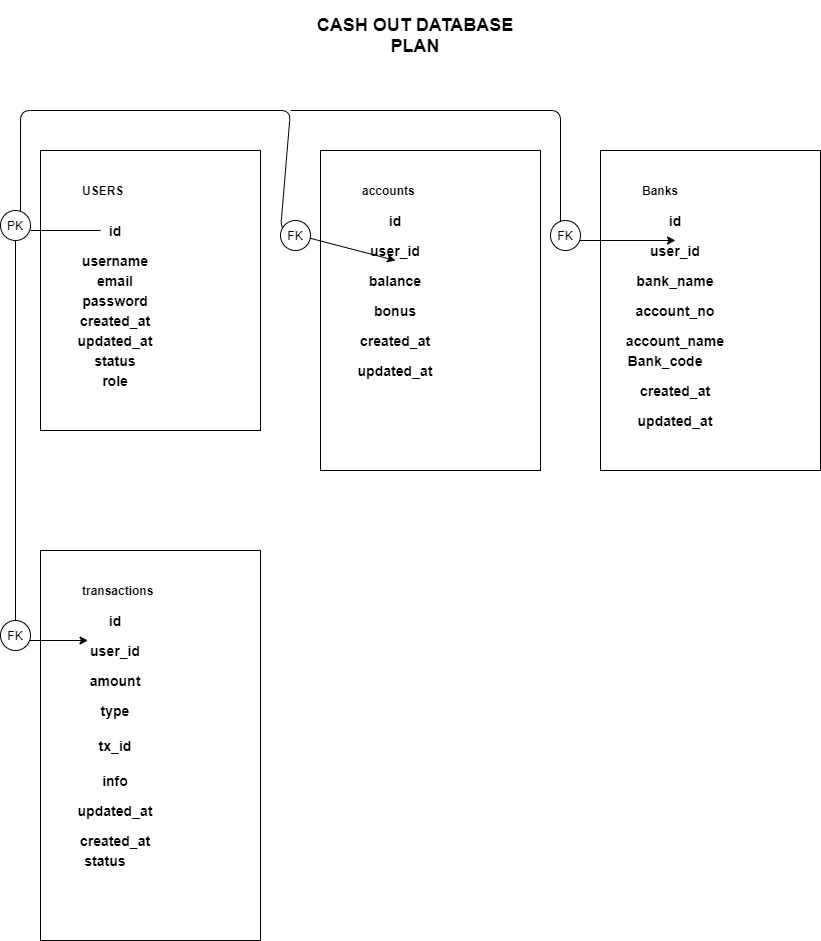 CASH OUT DATABASE
PLAN
USERS
PK
id
username
email
password
created_at
updated_at
status
role
accounts
id
FK
user_id
balance
bonus
created_at
updated_at
Banks
id
FK
user_id
bank_name
account_no
account_name
Bank_code
created_at
updated_at
transactions
id
FK
user_id
amount
type
tx_id
info
updated_at
created_at
status